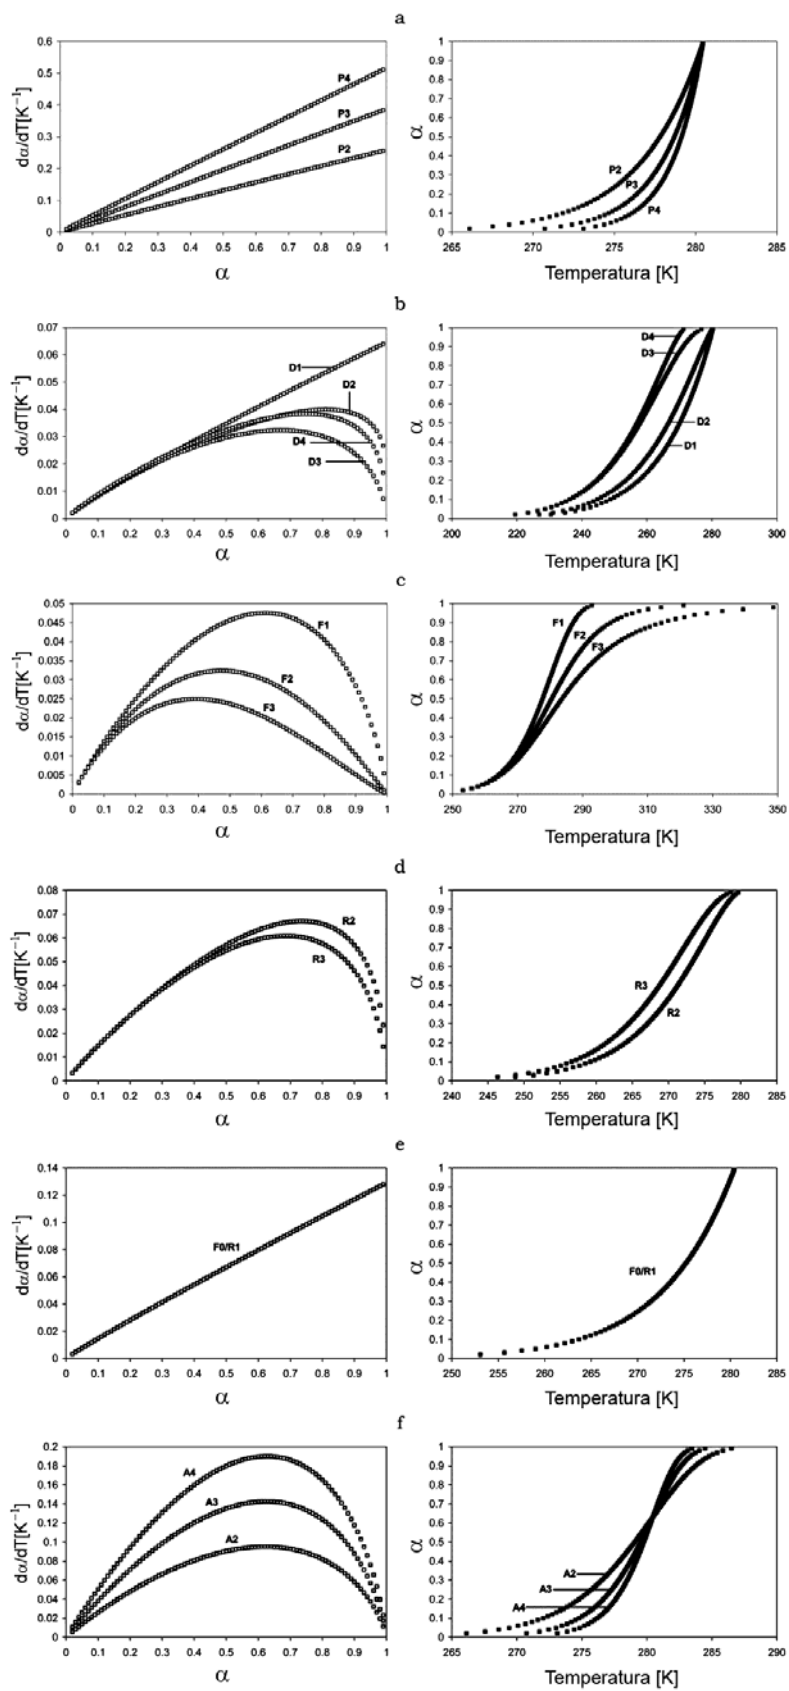 a
0.6
0.5
0.4
0.3
0.2
0.1
0
dα/dT[K⁻¹]
P4
P3
P2
0 0.1 0.2 0.3 0.4 0.5 0.6 0.7 0.8 0.9 1
α
1
0.9
0.8
0.7
0.6
0.5
0.4
0.3
0.2
0.1
0
α
P2
P3
P4
265 270 275 280 285
Temperatura [K]
b
0.07
0.06
0.05
0.04
0.03
0.02
0.01
0
dα/dT[K⁻¹]
D1
D2
D4
D3
0 0.1 0.2 0.3 0.4 0.5 0.6 0.7 0.8 0.9 1
α
1
0.9
0.8
0.7
0.6
0.5
0.4
0.3
0.2
0.1
0
α
D4
D3
D2
D1
200 220 240 260 280 300
Temperatura [K]
c
0.05
0.045
0.04
0.035
0.03
0.025
0.02
0.015
0.01
0.005
0
dα/dT[K⁻¹]
F1
F2
F3
0 0.1 0.2 0.3 0.4 0.5 0.6 0.7 0.8 0.9 1
α
1
0.9
0.8
0.7
0.6
0.5
0.4
0.3
0.2
0.1
0
α
F1
F2
F3
250 270 290 310 330 350
Temperatura [K]
d
0.08
0.07
0.06
0.05
0.04
0.03
0.02
0.01
0
dα/dT[K⁻¹]
R2
R3
0 0.1 0.2 0.3 0.4 0.5 0.6 0.7 0.8 0.9 1
α
1
0.9
0.8
0.7
0.6
0.5
0.4
0.3
0.2
0.1
0
α
R3
R2
240 245 250 255 260 265 270 275 280 285
Temperatura [K]
e
0.14
0.12
0.1
0.08
0.06
0.04
0.02
0
dα/dT[K⁻¹]
F0/R1
0 0.1 0.2 0.3 0.4 0.5 0.6 0.7 0.8 0.9 1
α
1
0.9
0.8
0.7
0.6
0.5
0.4
0.3
0.2
0.1
0
α
F0/R1
250 255 260 265 270 275 280 285
Temperatura [K]
f
0.2
0.18
0.16
0.14
0.12
0.1
0.08
0.06
0.04
0.02
0
dα/dT[K⁻¹]
A4
A3
A2
0 0.1 0.2 0.3 0.4 0.5 0.6 0.7 0.8 0.9 1
α
1
0.9
0.8
0.7
0.6
0.5
0.4
0.3
0.2
0.1
0
α
A2
A3
A4
265 270 275 280 285 290
Temperatura [K]